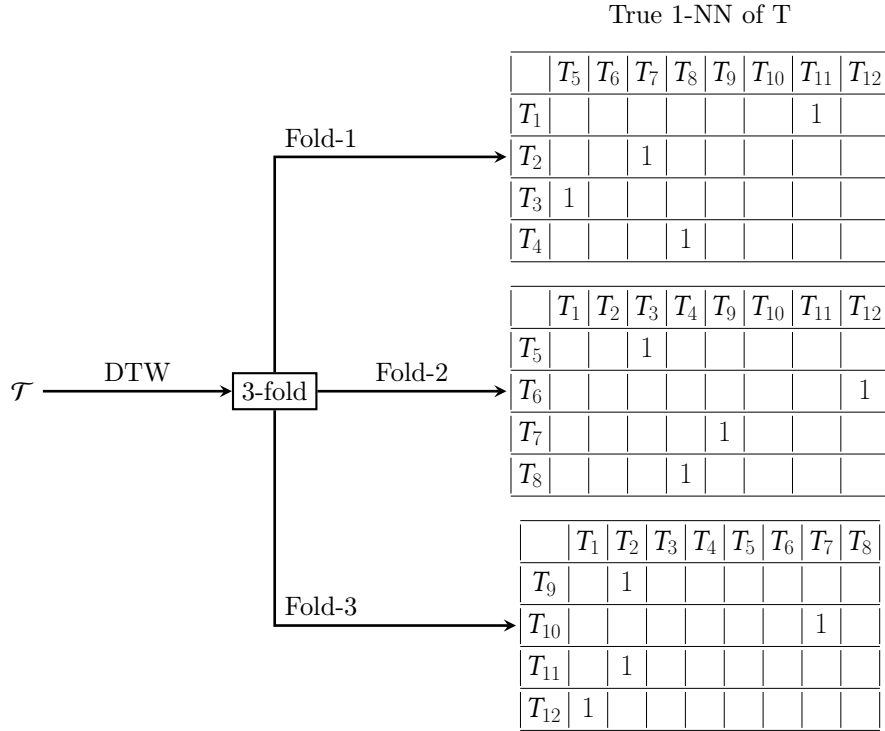 True 1-NN of T
T₅ T₆ T₇ T₈ T₉ T₁₀ T₁₁ T₁₂
T₁ 1
Fold-1
T₂ 1
T₃ 1
T₄ 1
T₁ T₂ T₃ T₄ T₉ T₁₀ T₁₁ T₁₂
T₅ 1
𝒯 DTW 3-fold Fold-2
T₆ 1
T₇ 1
T₈ 1
T₁ T₂ T₃ T₄ T₅ T₆ T₇ T₈
T₉ 1
Fold-3
T₁₀ 1
T₁₁ 1
T₁₂ 1